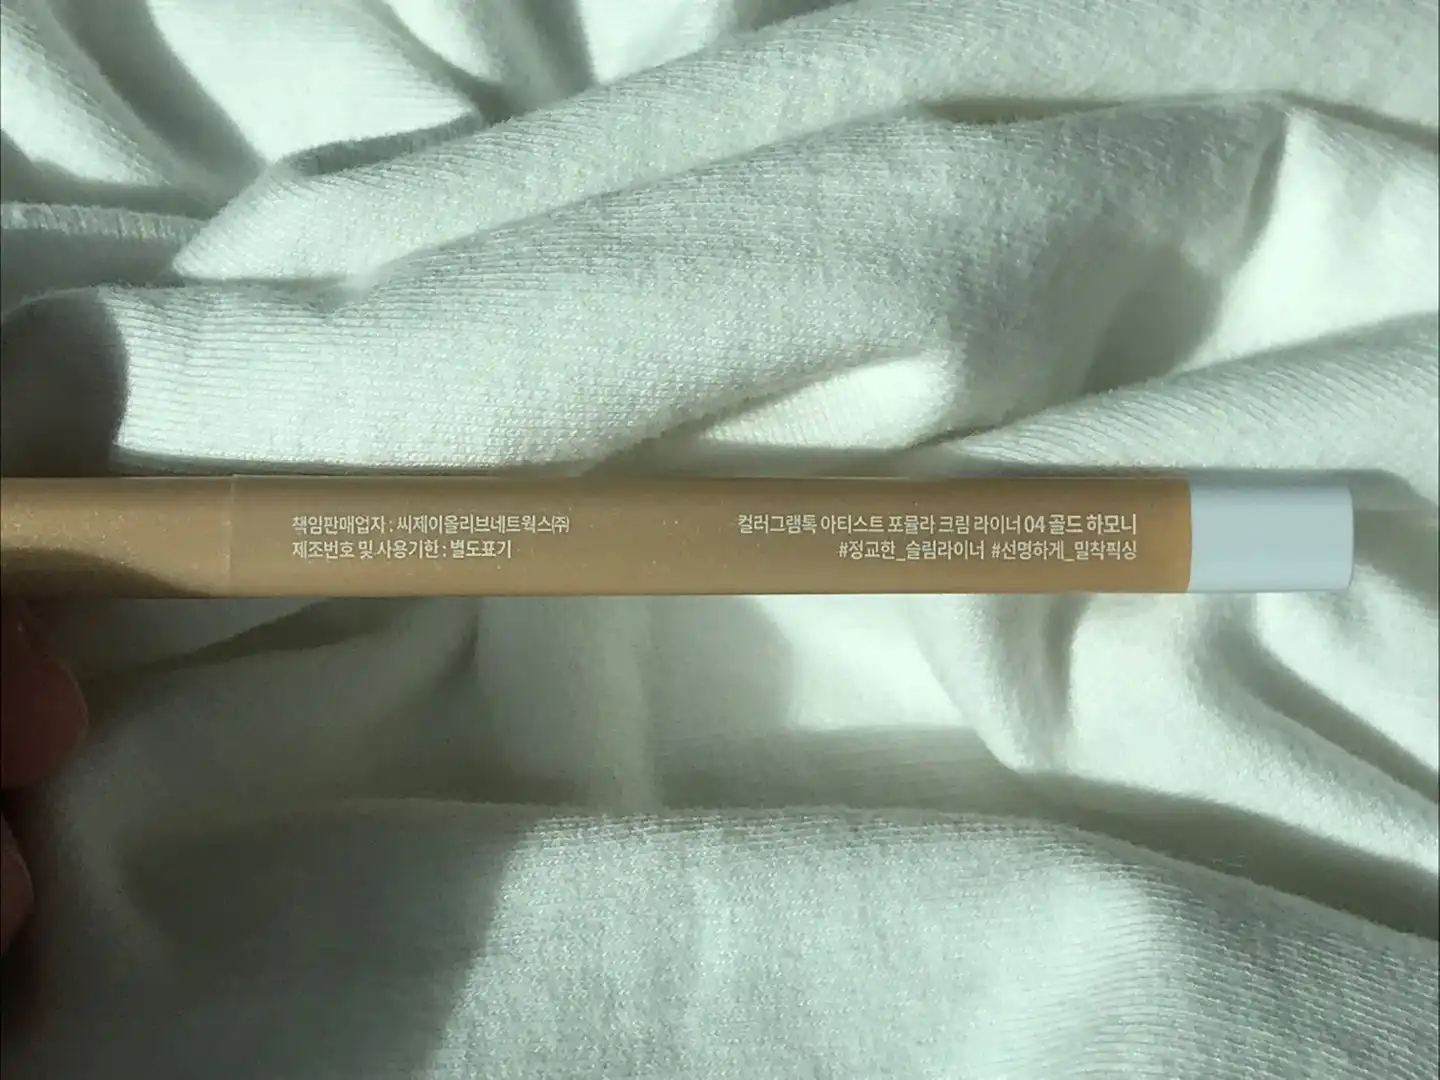 책임판매업자 : 씨제이올리브네트웍스㈜
제조번호 및 사용기한 : 별도표기
컬러그램톡 아티스트 포뮬라 크림 라이너 04 골드 하모니
#정교한_슬림라이너 #선명하게_밀착픽싱